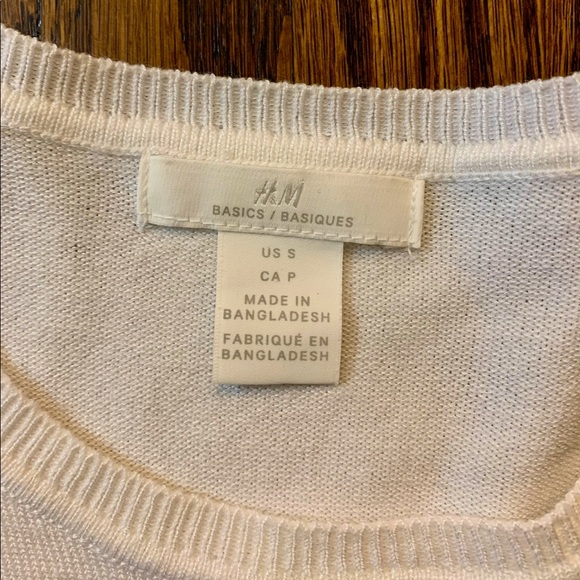 H&M
BASICS / BASIQUES
US S
CA P
MADE IN
BANGLADESH
FABRIQUÉ EN
BANGLADESH